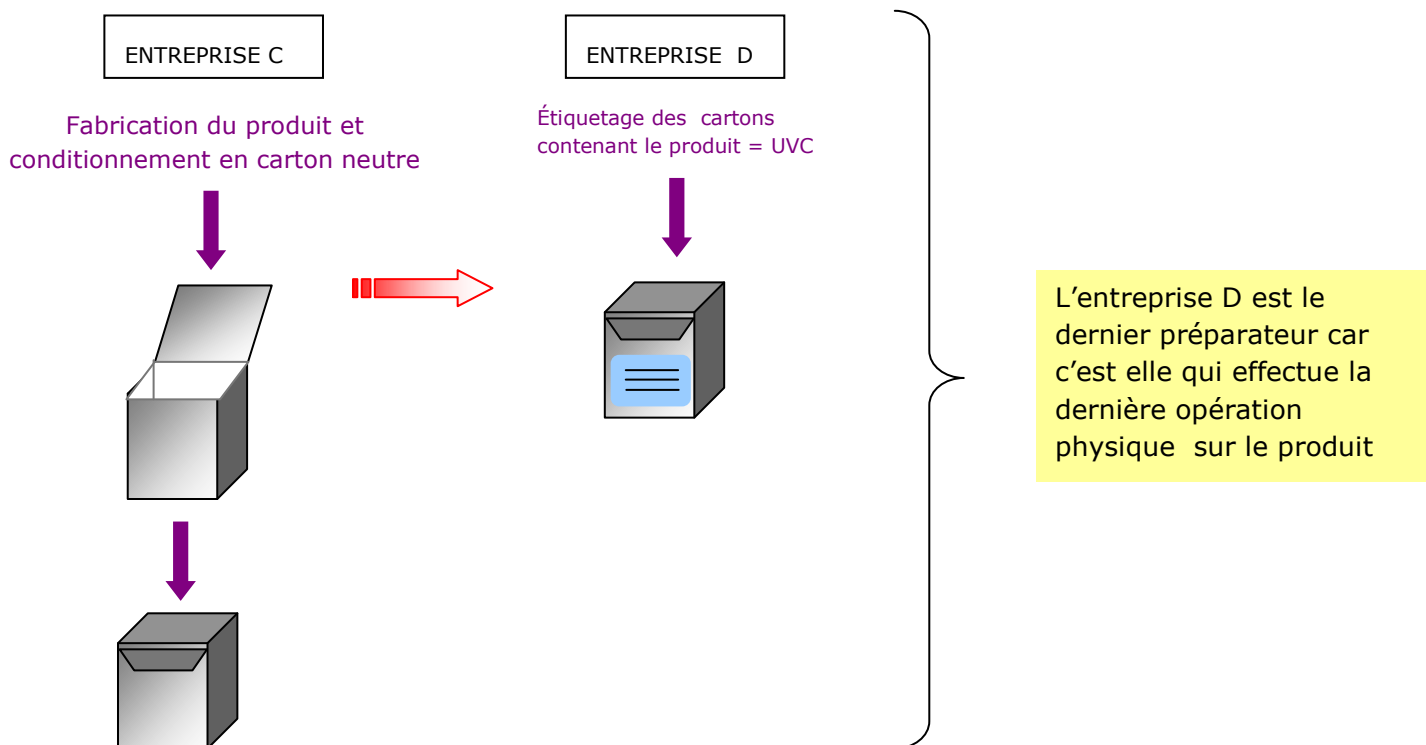 ENTREPRISE C
Fabrication du produit et
conditionnement en carton neutre
ENTREPRISE D
Étiquetage des cartons
contenant le produit = UVC
L’entreprise D est le
dernier préparateur car
c’est elle qui effectue la
dernière opération
physique sur le produit